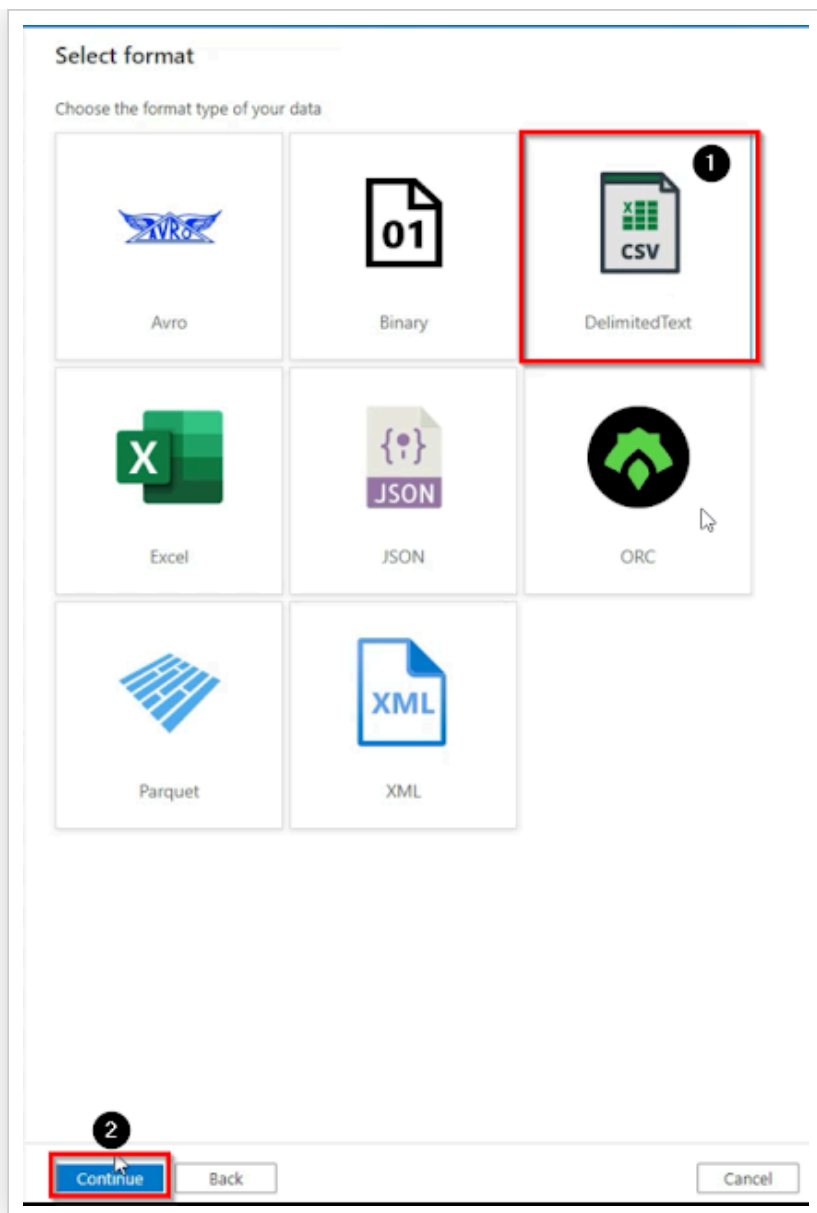 Select format
Choose the format type of your data
1
AVRO
01
X
CSV
Avro
Binary
DelimitedText
X
{ }
JSON
Excel
JSON
ORC
XML
Parquet
XML
2
Continue
Back
Cancel